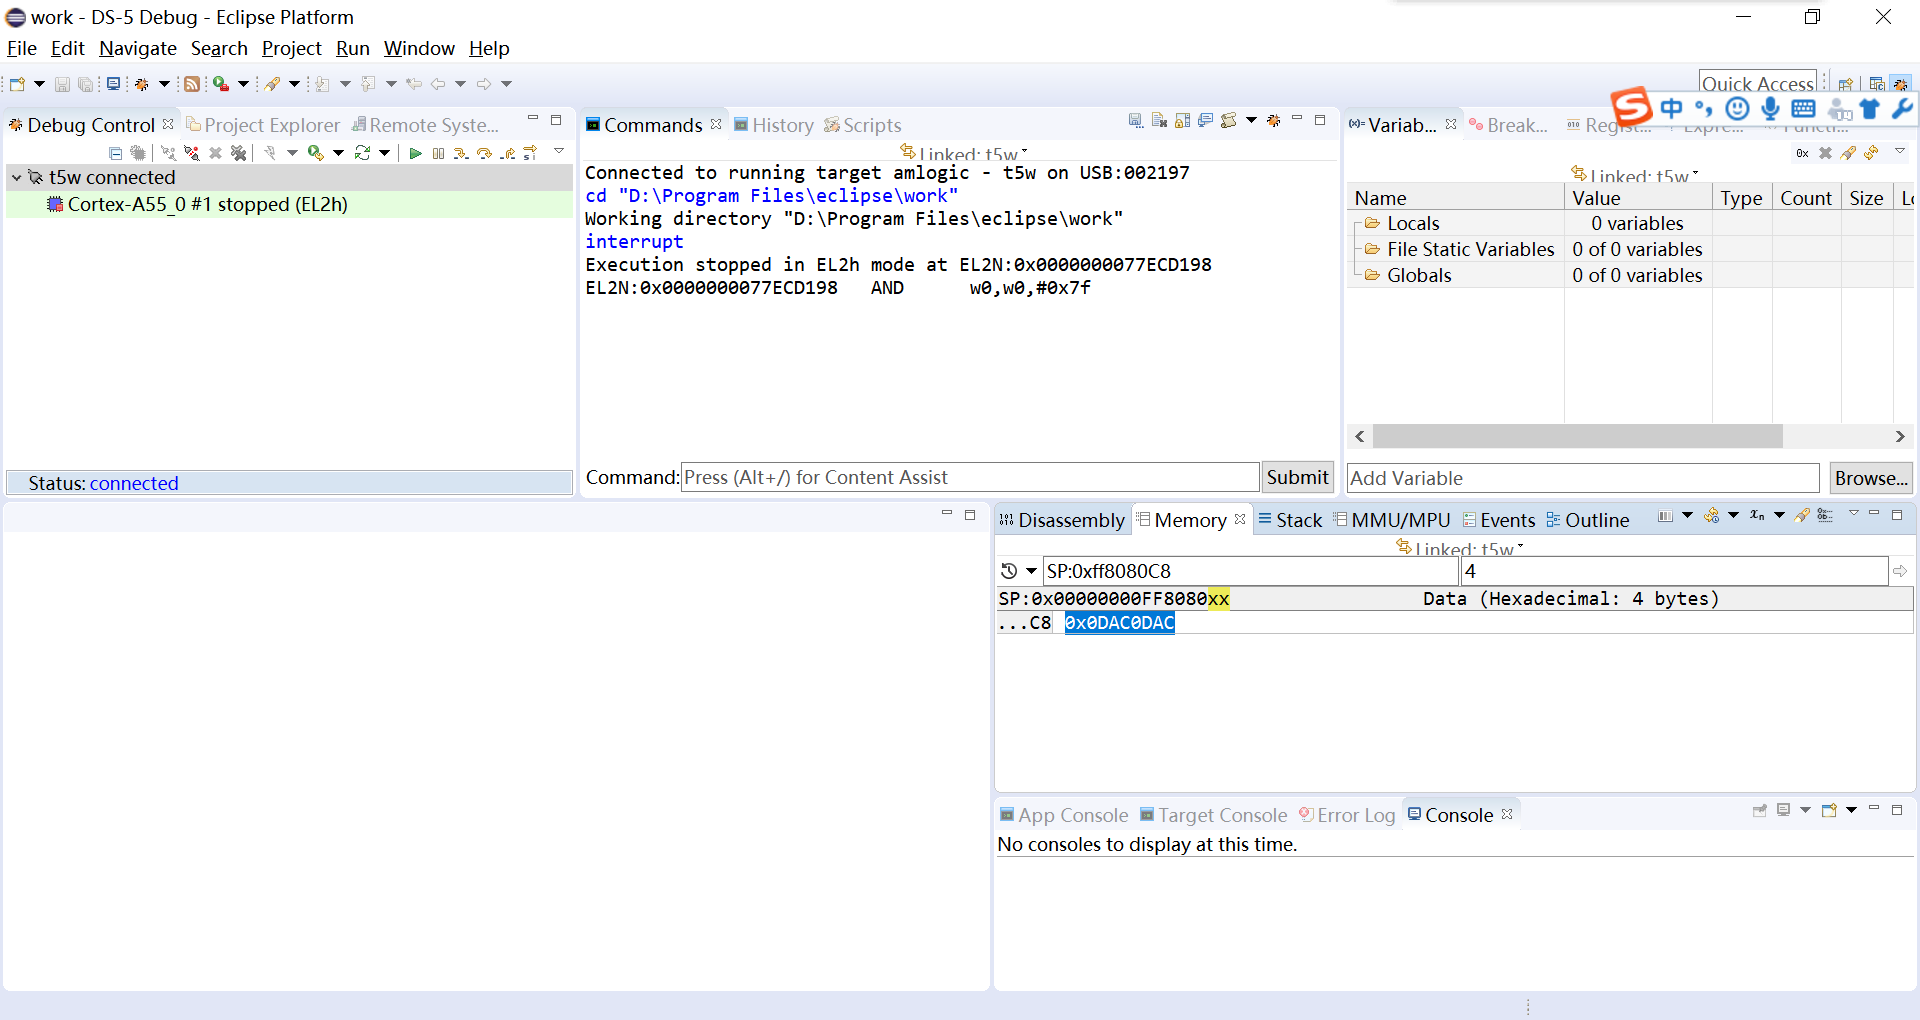 work - DS-5 Debug - Eclipse Platform
File Edit Navigate Search Project Run Window Help
Quick Access
中
Debug Control Project Explorer Remote Syste...
t5w connected
Cortex-A55_0 #1 stopped (EL2h)
Status: connected
Commands History Scripts
Linked: t5w
Connected to running target amlogic - t5w on USB:002197
cd "D:\Program Files\eclipse\work"
Working directory "D:\Program Files\eclipse\work"
interrupt
Execution stopped in EL2h mode at EL2N:0x0000000077ECD198
EL2N:0x0000000077ECD198 AND w0,w0,#0x7f
Command: Press (Alt+/) for Content Assist Submit
Variab... Break... Regist... Expre... Functi...
Linked: t5w
Name Value Type Count Size
Locals 0 variables
File Static Variables 0 of 0 variables
Globals 0 of 0 variables
Add Variable Browse...
Disassembly Memory Stack MMU/MPU Events Outline
Linked: t5w
SP:0xff8080C8 4
SP:0x00000000FF8080xx Data (Hexadecimal: 4 bytes)
...C8 0x0DAC0DAC
App Console Target Console Error Log Console
No consoles to display at this time.